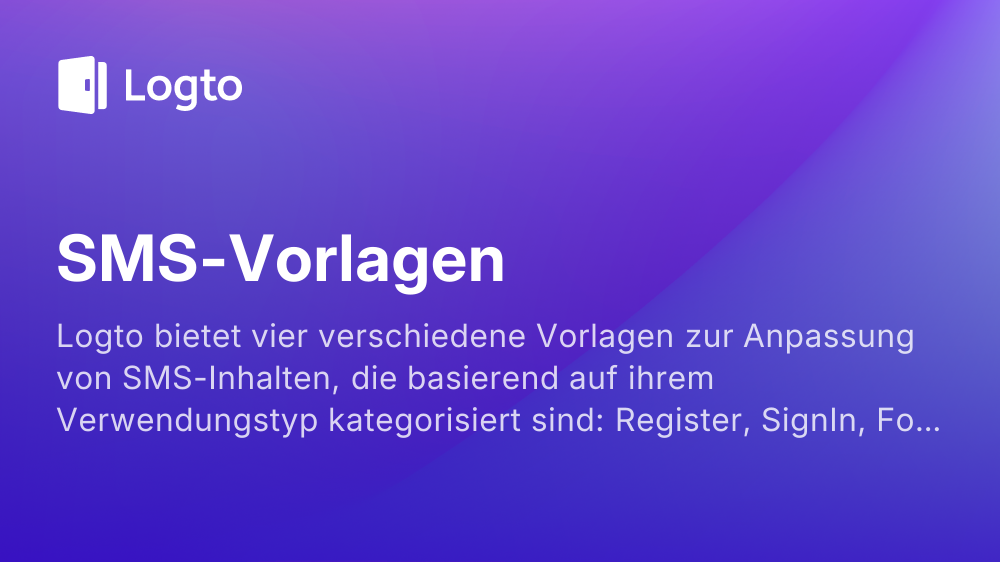 Logto
SMS-Vorlagen
Logto bietet vier verschiedene Vorlagen zur Anpassung
von SMS-Inhalten, die basierend auf ihrem
Verwendungstyp kategorisiert sind: Register, SignIn, Fo...